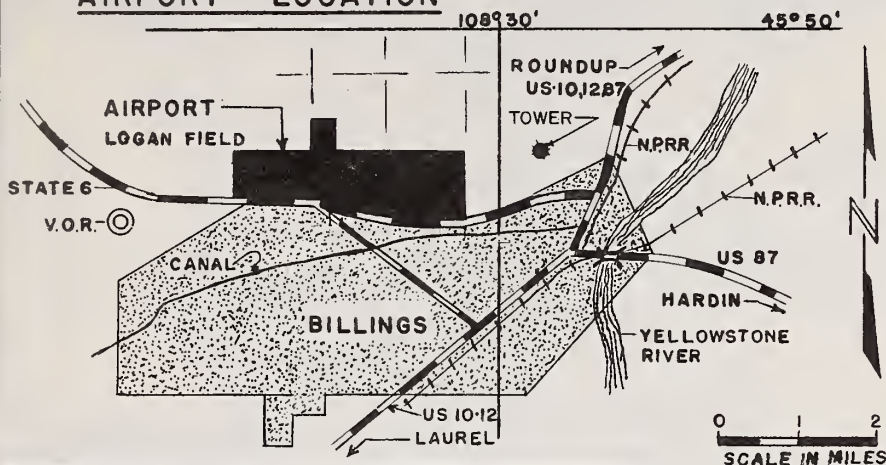 AIRPORT LOCATION
108°30'
45°50'
ROUNDUP
US·10,12,87
TOWER
N.P.R.R.
AIRPORT
LOGAN FIELD
STATE 6
V.O.R.
N.P.R.R.
N
CANAL
US 87
HARDIN
BILLINGS
YELLOWSTONE
RIVER
US 10·12
LAUREL
0 1 2
SCALE IN MILES